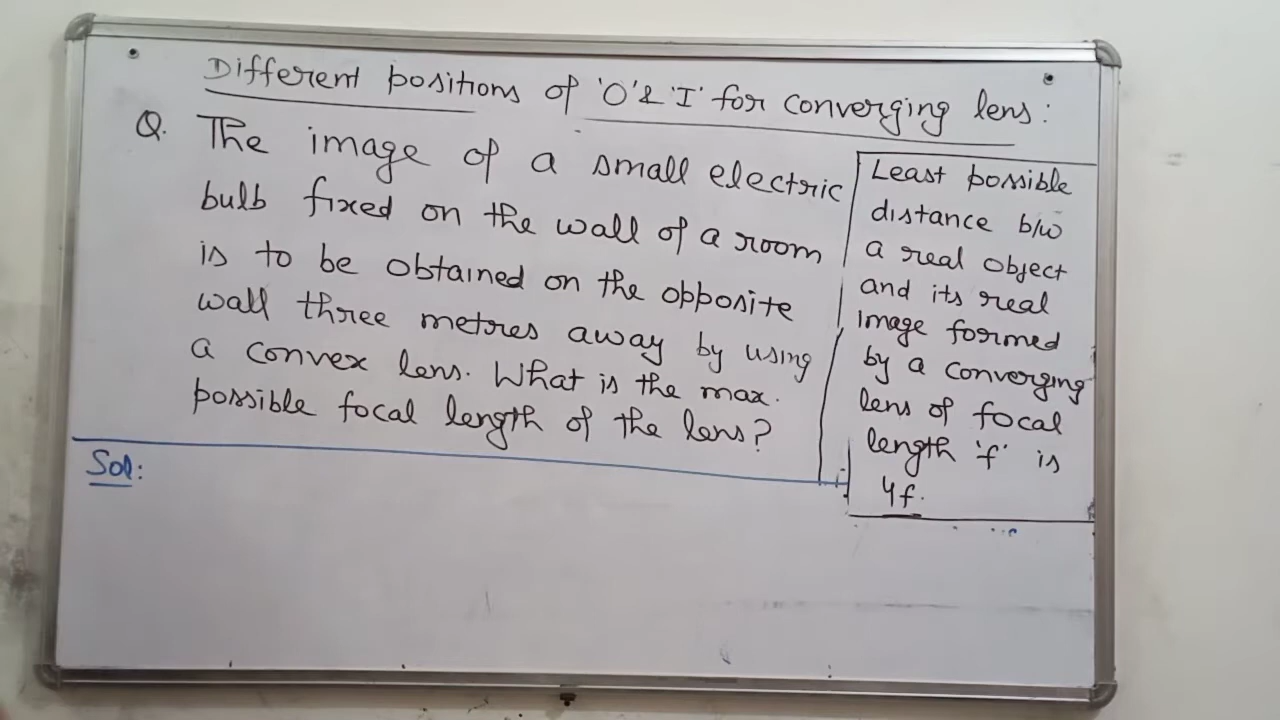 Different positions of 'O' & 'I' for converging lens:
Q. The image of a small electric
bulb fixed on the wall of a room
is to be obtained on the opposite
wall three metres away by using
a convex lens. What is the max.
possible focal length of the lens?
Least possible
distance b/w
a real object
and its real
image formed
by a converging
lens of focal
length 'f' is
4f.
Sol: